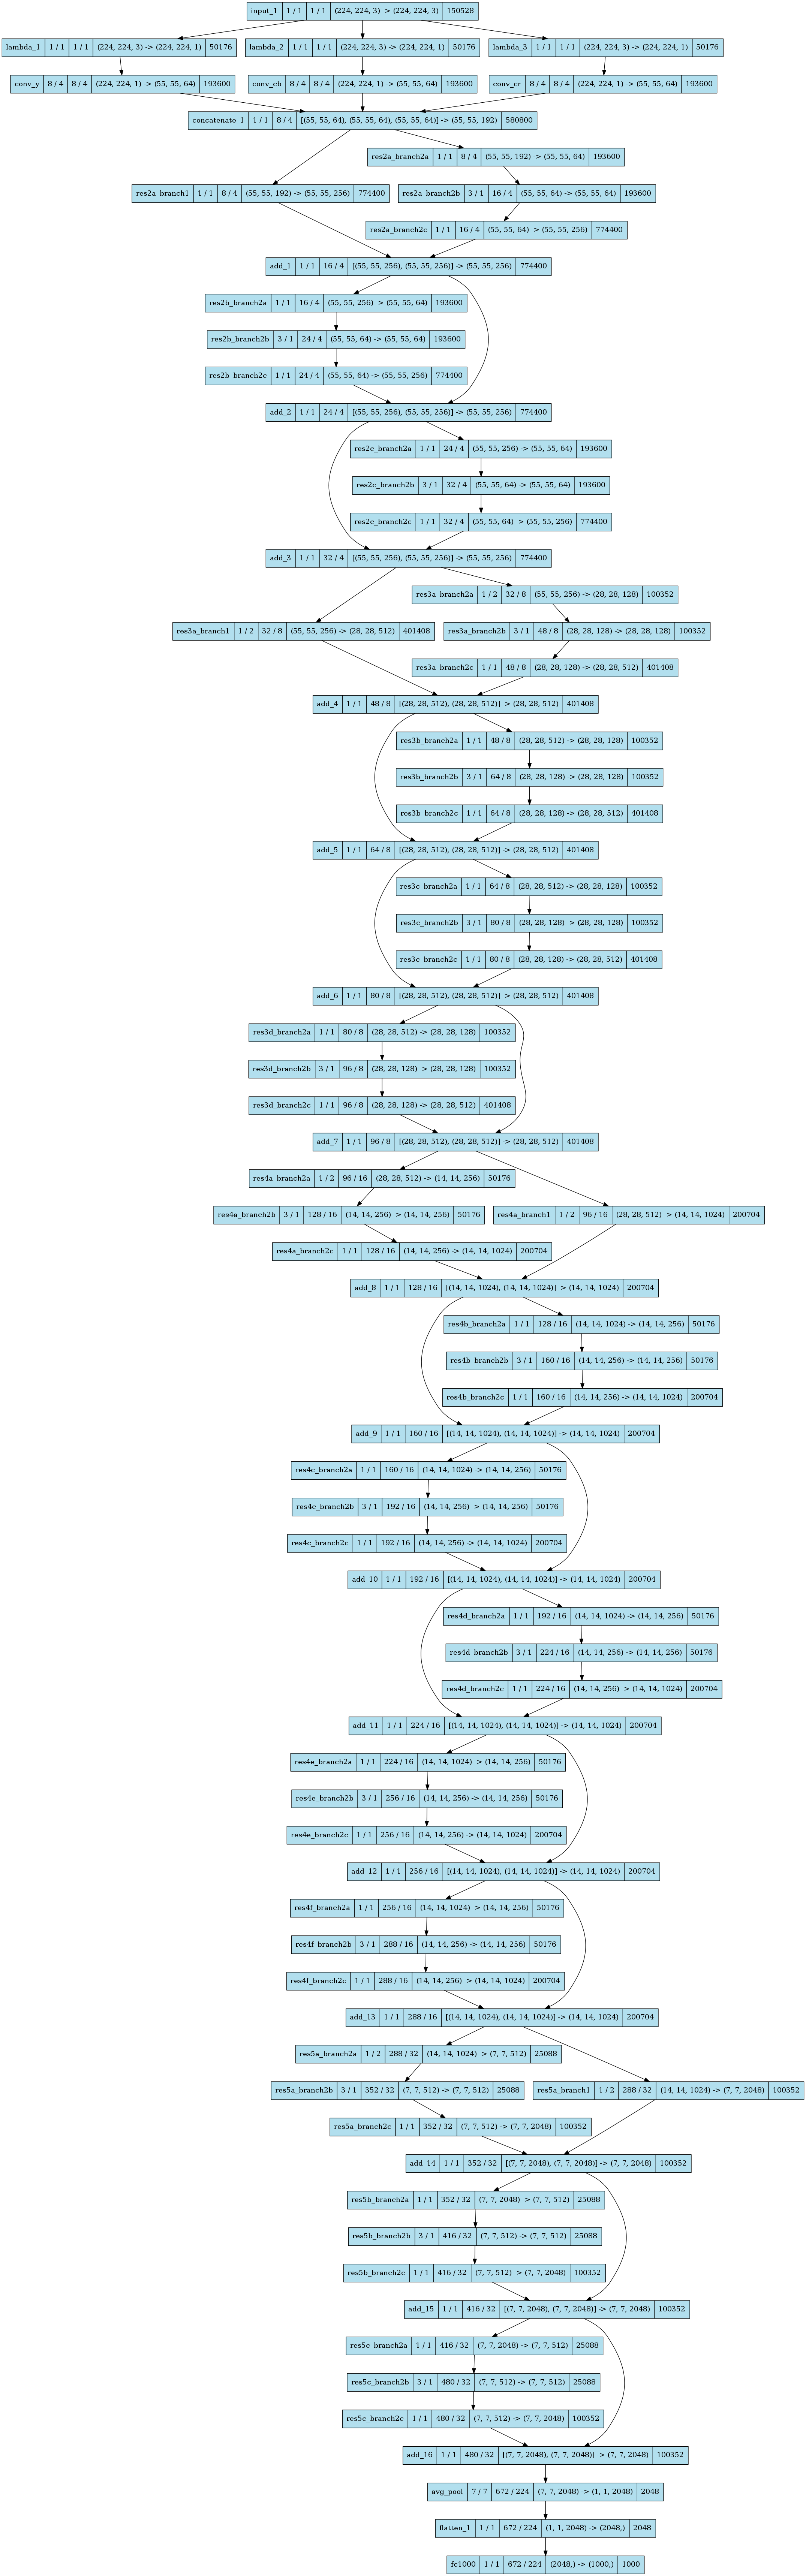 input_1 1 / 1 1 / 1 (224, 224, 3) -> (224, 224, 3) 150528
lambda_1 1 / 1 1 / 1 (224, 224, 3) -> (224, 224, 1) 50176
lambda_2 1 / 1 1 / 1 (224, 224, 3) -> (224, 224, 1) 50176
lambda_3 1 / 1 1 / 1 (224, 224, 3) -> (224, 224, 1) 50176
conv_y 8 / 4 8 / 4 (224, 224, 1) -> (55, 55, 64) 193600
conv_cb 8 / 4 8 / 4 (224, 224, 1) -> (55, 55, 64) 193600
conv_cr 8 / 4 8 / 4 (224, 224, 1) -> (55, 55, 64) 193600
concatenate_1 1 / 1 8 / 4 [(55, 55, 64), (55, 55, 64), (55, 55, 64)] -> (55, 55, 192) 580800
res2a_branch2a 1 / 1 8 / 4 (55, 55, 192) -> (55, 55, 64) 193600
res2a_branch1 1 / 1 8 / 4 (55, 55, 192) -> (55, 55, 256) 774400
res2a_branch2b 3 / 1 16 / 4 (55, 55, 64) -> (55, 55, 64) 193600
res2a_branch2c 1 / 1 16 / 4 (55, 55, 64) -> (55, 55, 256) 774400
add_1 1 / 1 16 / 4 [(55, 55, 256), (55, 55, 256)] -> (55, 55, 256) 774400
res2b_branch2a 1 / 1 16 / 4 (55, 55, 256) -> (55, 55, 64) 193600
res2b_branch2b 3 / 1 24 / 4 (55, 55, 64) -> (55, 55, 64) 193600
res2b_branch2c 1 / 1 24 / 4 (55, 55, 64) -> (55, 55, 256) 774400
add_2 1 / 1 24 / 4 [(55, 55, 256), (55, 55, 256)] -> (55, 55, 256) 774400
res2c_branch2a 1 / 1 24 / 4 (55, 55, 256) -> (55, 55, 64) 193600
res2c_branch2b 3 / 1 32 / 4 (55, 55, 64) -> (55, 55, 64) 193600
res2c_branch2c 1 / 1 32 / 4 (55, 55, 64) -> (55, 55, 256) 774400
add_3 1 / 1 32 / 4 [(55, 55, 256), (55, 55, 256)] -> (55, 55, 256) 774400
res3a_branch2a 1 / 2 32 / 8 (55, 55, 256) -> (28, 28, 128) 100352
res3a_branch1 1 / 2 32 / 8 (55, 55, 256) -> (28, 28, 512) 401408
res3a_branch2b 3 / 1 48 / 8 (28, 28, 128) -> (28, 28, 128) 100352
res3a_branch2c 1 / 1 48 / 8 (28, 28, 128) -> (28, 28, 512) 401408
add_4 1 / 1 48 / 8 [(28, 28, 512), (28, 28, 512)] -> (28, 28, 512) 401408
res3b_branch2a 1 / 1 48 / 8 (28, 28, 512) -> (28, 28, 128) 100352
res3b_branch2b 3 / 1 64 / 8 (28, 28, 128) -> (28, 28, 128) 100352
res3b_branch2c 1 / 1 64 / 8 (28, 28, 128) -> (28, 28, 512) 401408
add_5 1 / 1 64 / 8 [(28, 28, 512), (28, 28, 512)] -> (28, 28, 512) 401408
res3c_branch2a 1 / 1 64 / 8 (28, 28, 512) -> (28, 28, 128) 100352
res3c_branch2b 3 / 1 80 / 8 (28, 28, 128) -> (28, 28, 128) 100352
res3c_branch2c 1 / 1 80 / 8 (28, 28, 128) -> (28, 28, 512) 401408
add_6 1 / 1 80 / 8 [(28, 28, 512), (28, 28, 512)] -> (28, 28, 512) 401408
res3d_branch2a 1 / 1 80 / 8 (28, 28, 512) -> (28, 28, 128) 100352
res3d_branch2b 3 / 1 96 / 8 (28, 28, 128) -> (28, 28, 128) 100352
res3d_branch2c 1 / 1 96 / 8 (28, 28, 128) -> (28, 28, 512) 401408
add_7 1 / 1 96 / 8 [(28, 28, 512), (28, 28, 512)] -> (28, 28, 512) 401408
res4a_branch2a 1 / 2 96 / 16 (28, 28, 512) -> (14, 14, 256) 50176
res4a_branch2b 3 / 1 128 / 16 (14, 14, 256) -> (14, 14, 256) 50176
res4a_branch1 1 / 2 96 / 16 (28, 28, 512) -> (14, 14, 1024) 200704
res4a_branch2c 1 / 1 128 / 16 (14, 14, 256) -> (14, 14, 1024) 200704
add_8 1 / 1 128 / 16 [(14, 14, 1024), (14, 14, 1024)] -> (14, 14, 1024) 200704
res4b_branch2a 1 / 1 128 / 16 (14, 14, 1024) -> (14, 14, 256) 50176
res4b_branch2b 3 / 1 160 / 16 (14, 14, 256) -> (14, 14, 256) 50176
res4b_branch2c 1 / 1 160 / 16 (14, 14, 256) -> (14, 14, 1024) 200704
add_9 1 / 1 160 / 16 [(14, 14, 1024), (14, 14, 1024)] -> (14, 14, 1024) 200704
res4c_branch2a 1 / 1 160 / 16 (14, 14, 1024) -> (14, 14, 256) 50176
res4c_branch2b 3 / 1 192 / 16 (14, 14, 256) -> (14, 14, 256) 50176
res4c_branch2c 1 / 1 192 / 16 (14, 14, 256) -> (14, 14, 1024) 200704
add_10 1 / 1 192 / 16 [(14, 14, 1024), (14, 14, 1024)] -> (14, 14, 1024) 200704
res4d_branch2a 1 / 1 192 / 16 (14, 14, 1024) -> (14, 14, 256) 50176
res4d_branch2b 3 / 1 224 / 16 (14, 14, 256) -> (14, 14, 256) 50176
res4d_branch2c 1 / 1 224 / 16 (14, 14, 256) -> (14, 14, 1024) 200704
add_11 1 / 1 224 / 16 [(14, 14, 1024), (14, 14, 1024)] -> (14, 14, 1024) 200704
res4e_branch2a 1 / 1 224 / 16 (14, 14, 1024) -> (14, 14, 256) 50176
res4e_branch2b 3 / 1 256 / 16 (14, 14, 256) -> (14, 14, 256) 50176
res4e_branch2c 1 / 1 256 / 16 (14, 14, 256) -> (14, 14, 1024) 200704
add_12 1 / 1 256 / 16 [(14, 14, 1024), (14, 14, 1024)] -> (14, 14, 1024) 200704
res4f_branch2a 1 / 1 256 / 16 (14, 14, 1024) -> (14, 14, 256) 50176
res4f_branch2b 3 / 1 288 / 16 (14, 14, 256) -> (14, 14, 256) 50176
res4f_branch2c 1 / 1 288 / 16 (14, 14, 256) -> (14, 14, 1024) 200704
add_13 1 / 1 288 / 16 [(14, 14, 1024), (14, 14, 1024)] -> (14, 14, 1024) 200704
res5a_branch2a 1 / 2 288 / 32 (14, 14, 1024) -> (7, 7, 512) 25088
res5a_branch2b 3 / 1 352 / 32 (7, 7, 512) -> (7, 7, 512) 25088
res5a_branch1 1 / 2 288 / 32 (14, 14, 1024) -> (7, 7, 2048) 100352
res5a_branch2c 1 / 1 352 / 32 (7, 7, 512) -> (7, 7, 2048) 100352
add_14 1 / 1 352 / 32 [(7, 7, 2048), (7, 7, 2048)] -> (7, 7, 2048) 100352
res5b_branch2a 1 / 1 352 / 32 (7, 7, 2048) -> (7, 7, 512) 25088
res5b_branch2b 3 / 1 416 / 32 (7, 7, 512) -> (7, 7, 512) 25088
res5b_branch2c 1 / 1 416 / 32 (7, 7, 512) -> (7, 7, 2048) 100352
add_15 1 / 1 416 / 32 [(7, 7, 2048), (7, 7, 2048)] -> (7, 7, 2048) 100352
res5c_branch2a 1 / 1 416 / 32 (7, 7, 2048) -> (7, 7, 512) 25088
res5c_branch2b 3 / 1 480 / 32 (7, 7, 512) -> (7, 7, 512) 25088
res5c_branch2c 1 / 1 480 / 32 (7, 7, 512) -> (7, 7, 2048) 100352
add_16 1 / 1 480 / 32 [(7, 7, 2048), (7, 7, 2048)] -> (7, 7, 2048) 100352
avg_pool 7 / 7 672 / 224 (7, 7, 2048) -> (1, 1, 2048) 2048
flatten_1 1 / 1 672 / 224 (1, 1, 2048) -> (2048,) 2048
fc1000 1 / 1 672 / 224 (2048,) -> (1000,) 1000